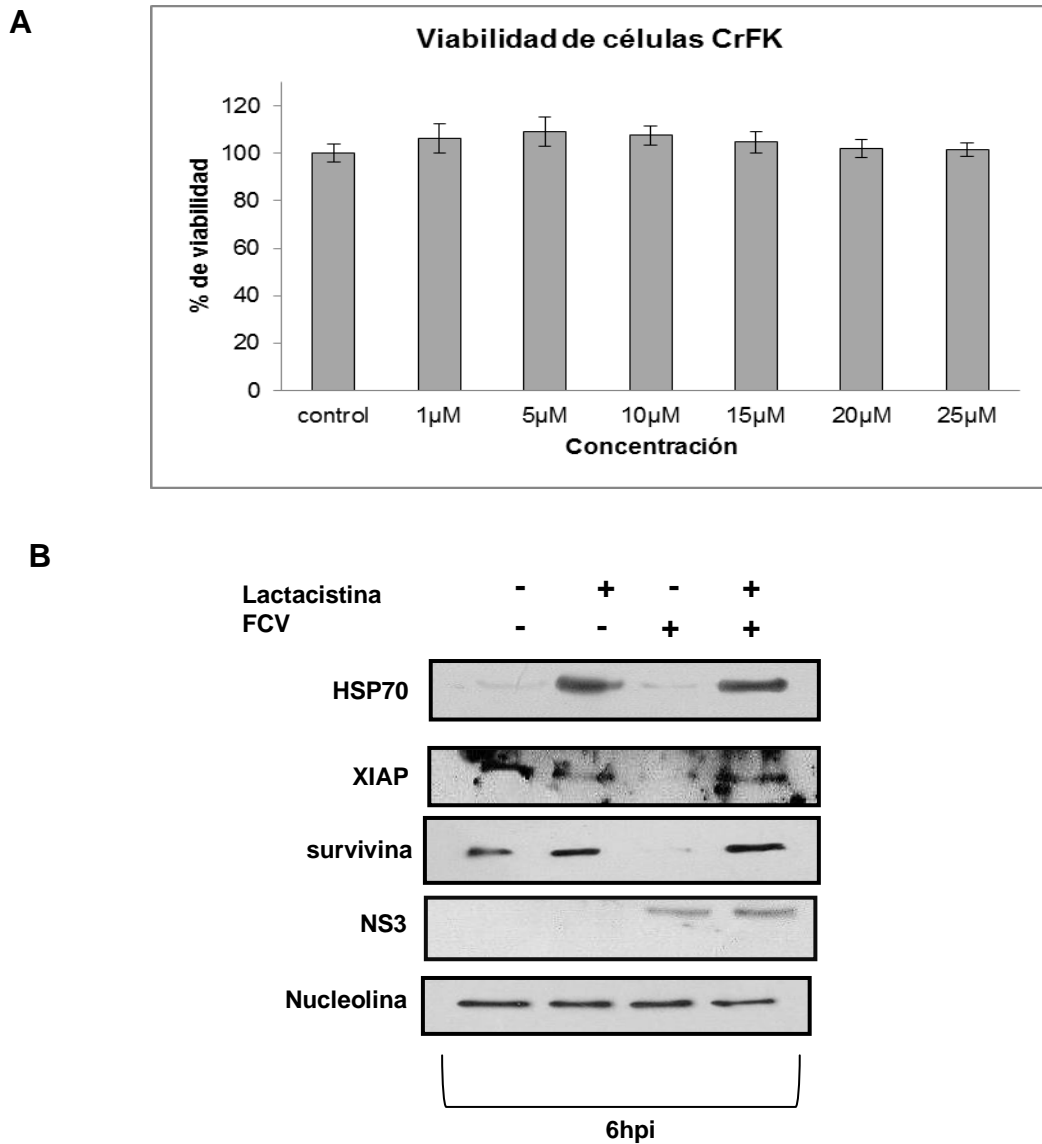 A
Viabilidad de células CrFK
% de viabilidad
120
100
80
60
40
20
0
control 1µM 5µM 10µM 15µM 20µM 25µM
Concentración
B
Lactacistina - + - +
FCV - - + +
HSP70
XIAP
survivina
NS3
Nucleolina
6hpi